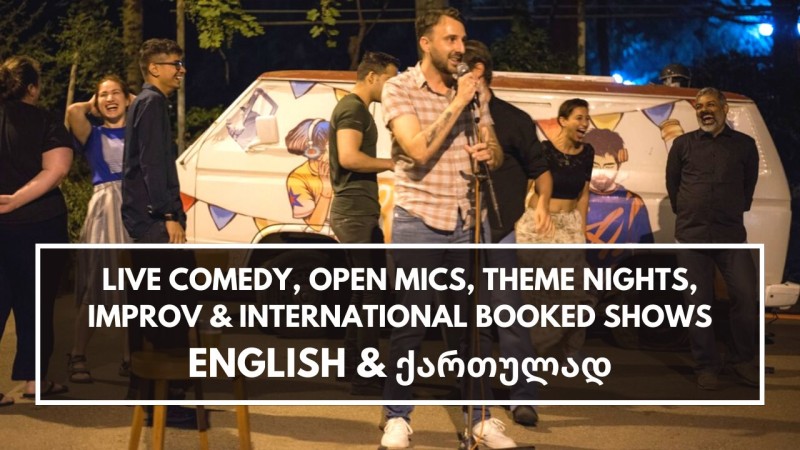 LIVE COMEDY, OPEN MICS, THEME NIGHTS,
IMPROV & INTERNATIONAL BOOKED SHOWS
ENGLISH & ქართულად